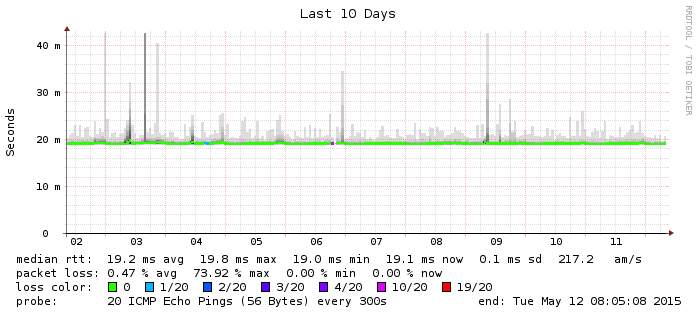 Last 10 Days
RRDTOOL / TOBI OETIKER
Seconds
40 m
30 m
20 m
10 m
0
02 03 04 05 06 07 08 09 10 11
median rtt: 19.2 ms avg 19.8 ms max 19.0 ms min 19.1 ms now 0.1 ms sd 217.2 am/s
packet loss: 0.47 % avg 73.92 % max 0.00 % min 0.00 % now
loss color: 0 1/20 2/20 3/20 4/20 10/20 19/20
probe: 20 ICMP Echo Pings (56 Bytes) every 300s end: Tue May 12 08:05:08 2015